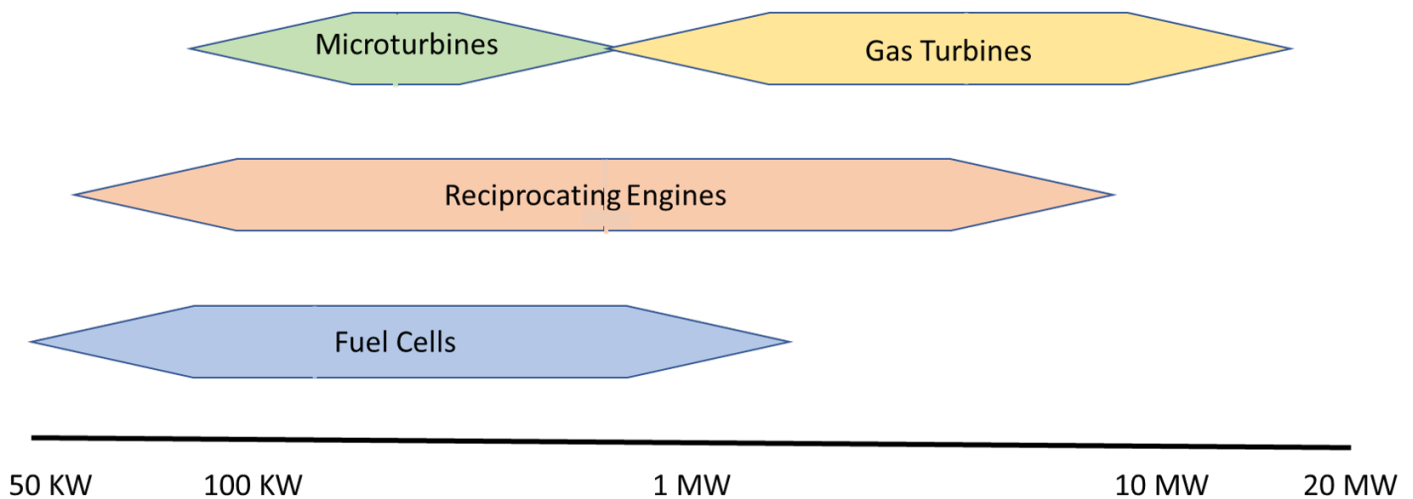 Microturbines
Gas Turbines
Reciprocating Engines
Fuel Cells
50 KW
100 KW
1 MW
10 MW
20 MW